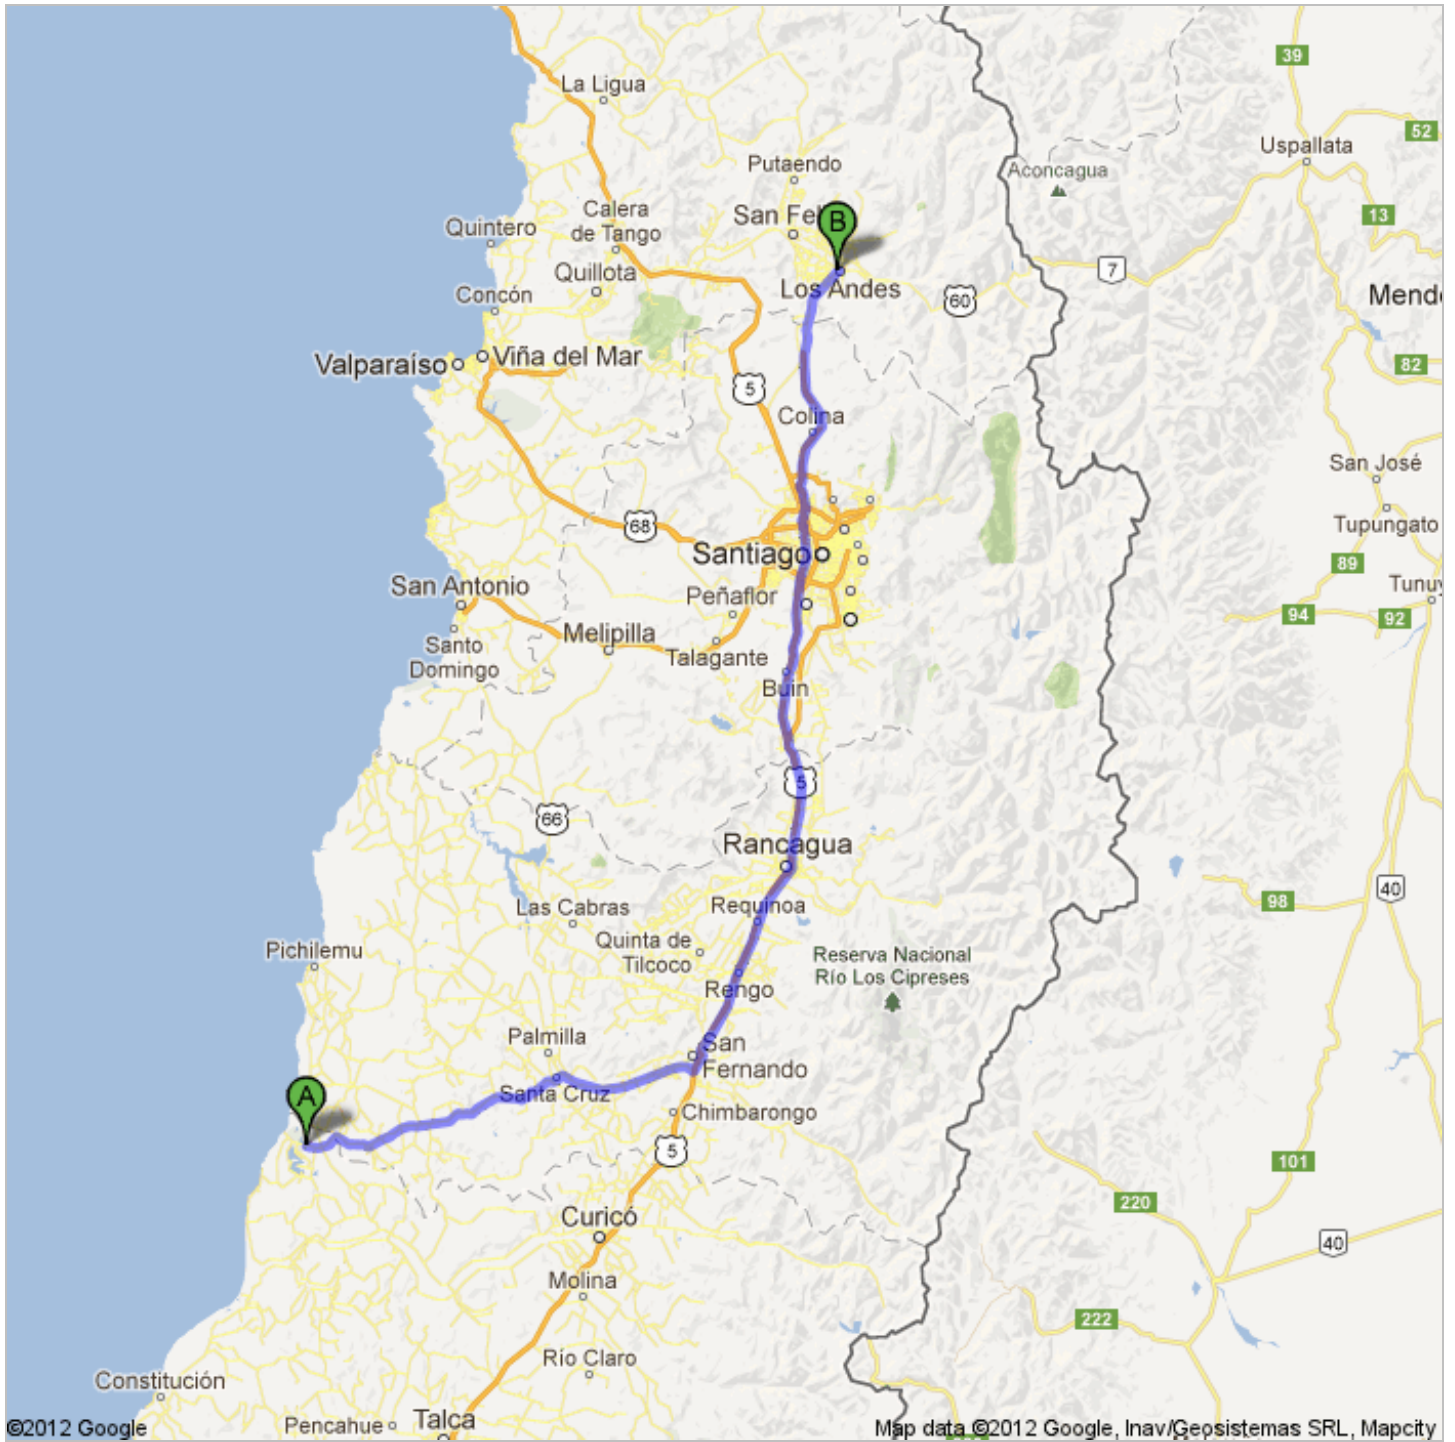 39
La Ligua
52
Uspallata
Putaendo
Aconcagua
Calera
de Tango
San Fel
B
13
Quintero
7
Quillota
Los Andes
60
Concón
Mend
Valparaíso
Viña del Mar
82
5
Colina
San José
68
Tupungato
Santiago
89
San Antonio
Peñaflor
Tunuy
94
92
Santo
Domingo
Melipilla
Talagante
Buin
5
66
Rancagua
40
98
Las Cabras
Requinoa
Quinta de
Tilcoco
Pichilemu
Reserva Nacional
Río Los Cipreses
Rengo
Palmilla
San
Fernando
A
Santa Cruz
Chimbarongo
5
101
220
Curicó
40
Molina
222
Río Claro
Constitución
Pencahue
Talca
©2012 Google
Map data ©2012 Google, Inav/Geosistemas SRL, Mapcity